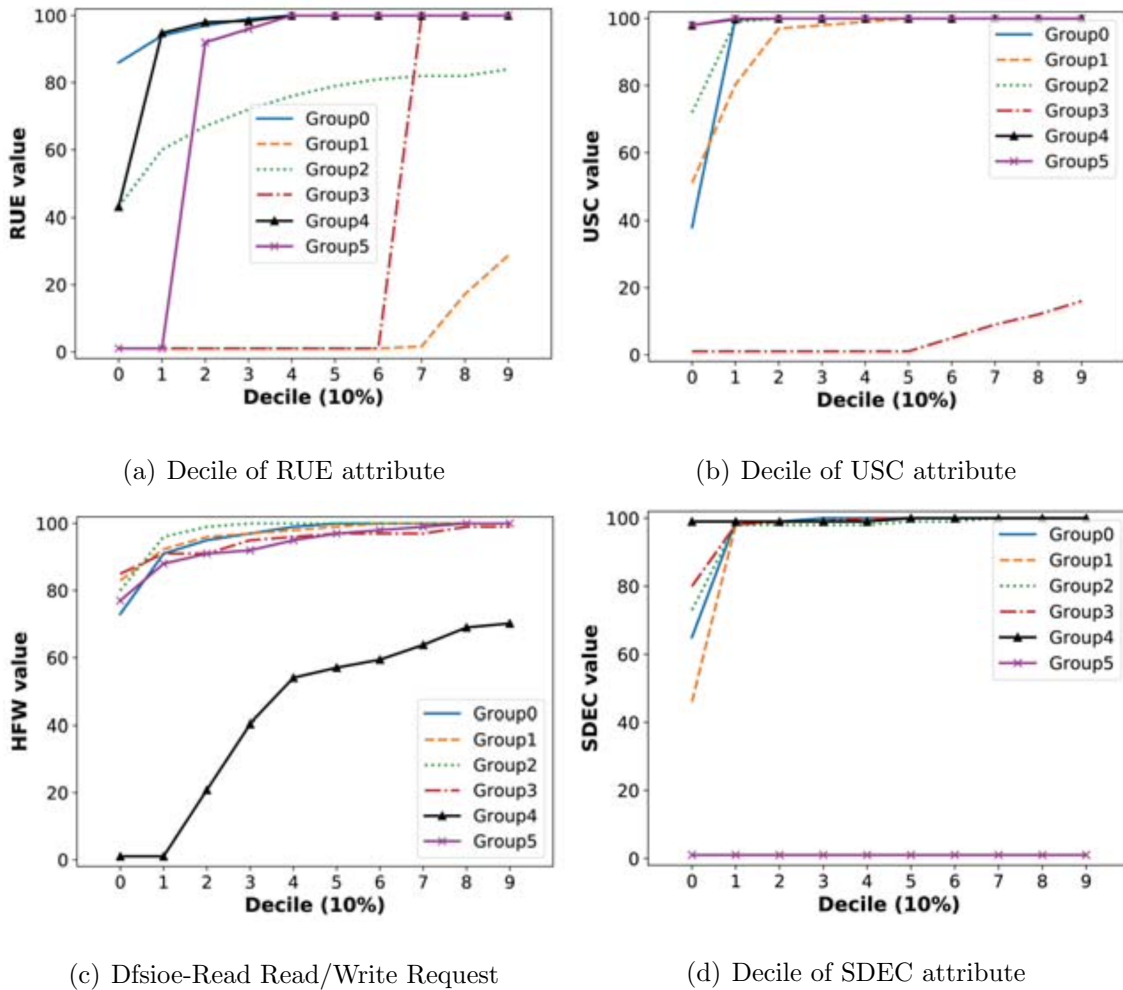 100
80
60
40
20
0
RUE value
Group0
Group1
Group2
Group3
Group4
Group5
0 1 2 3 4 5 6 7 8 9
Decile (10%)
(a) Decile of RUE attribute
100
80
60
40
20
0
USC value
Group0
Group1
Group2
Group3
Group4
Group5
0 1 2 3 4 5 6 7 8 9
Decile (10%)
(b) Decile of USC attribute
100
80
60
40
20
0
HFW value
Group0
Group1
Group2
Group3
Group4
Group5
0 1 2 3 4 5 6 7 8 9
Decile (10%)
(c) Dfsioe-Read Read/Write Request
100
80
60
40
20
0
SDEC value
Group0
Group1
Group2
Group3
Group4
Group5
0 1 2 3 4 5 6 7 8 9
Decile (10%)
(d) Decile of SDEC attribute